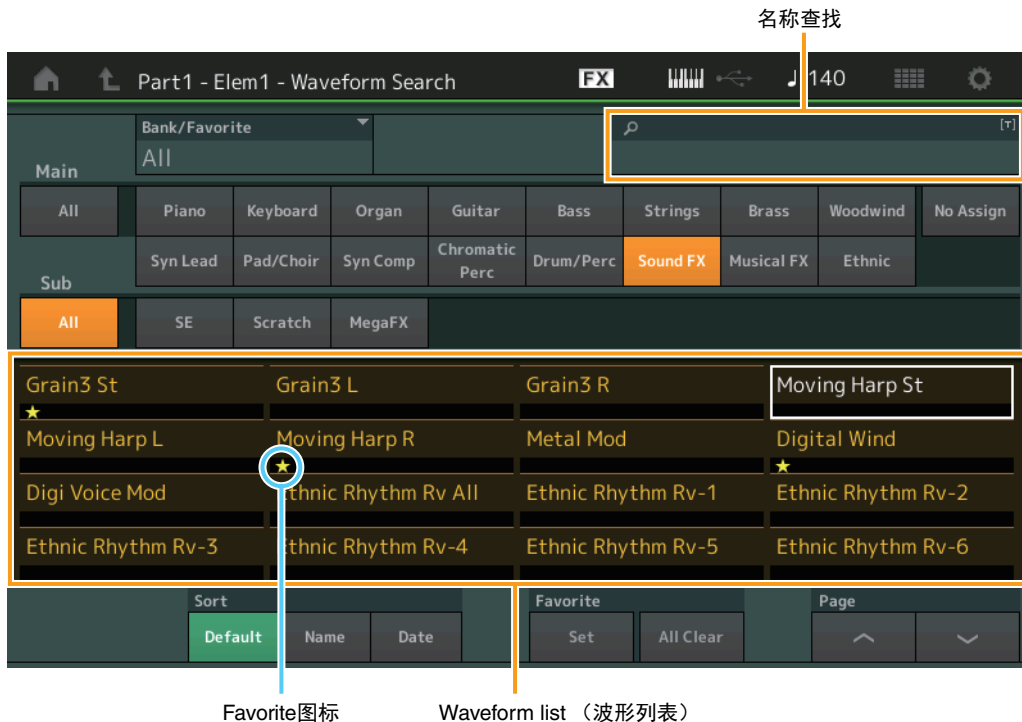 名称查找
Part1 - Elem1 - Waveform Search FX 140
Bank/Favorite
All
[T]
Main
All Piano Keyboard Organ Guitar Bass Strings Brass Woodwind No Assign
Syn Lead Pad/Choir Syn Comp Chromatic Perc Drum/Perc Sound FX Musical FX Ethnic
Sub
All SE Scratch MegaFX
Grain3 St Grain3 L Grain3 R Moving Harp St
Moving Harp L Moving Harp R Metal Mod Digital Wind
Digi Voice Mod Ethnic Rhythm Rv All Ethnic Rhythm Rv-1 Ethnic Rhythm Rv-2
Ethnic Rhythm Rv-3 Ethnic Rhythm Rv-4 Ethnic Rhythm Rv-5 Ethnic Rhythm Rv-6
Sort Favorite Page
Default Name Date Set All Clear
Favorite图标 Waveform list （波形列表）